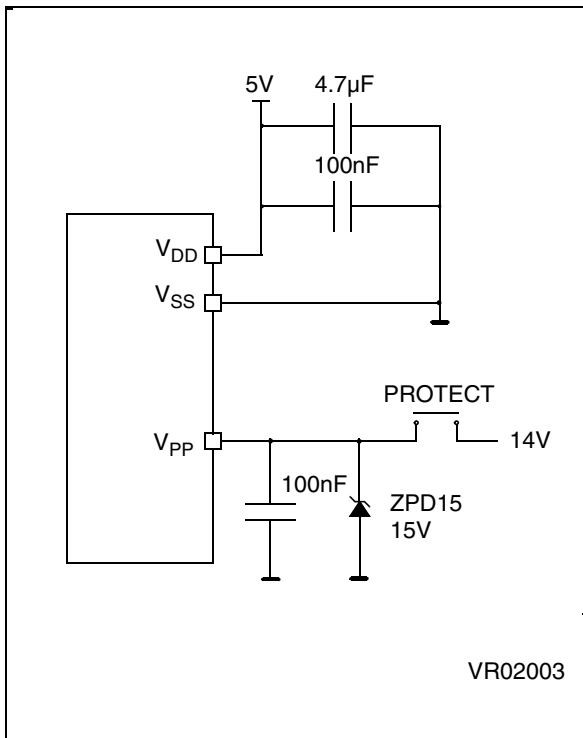 5V 4.7µF
100nF
VDD
VSS
PROTECT
VPP
14V
100nF
ZPD15
15V
VR02003